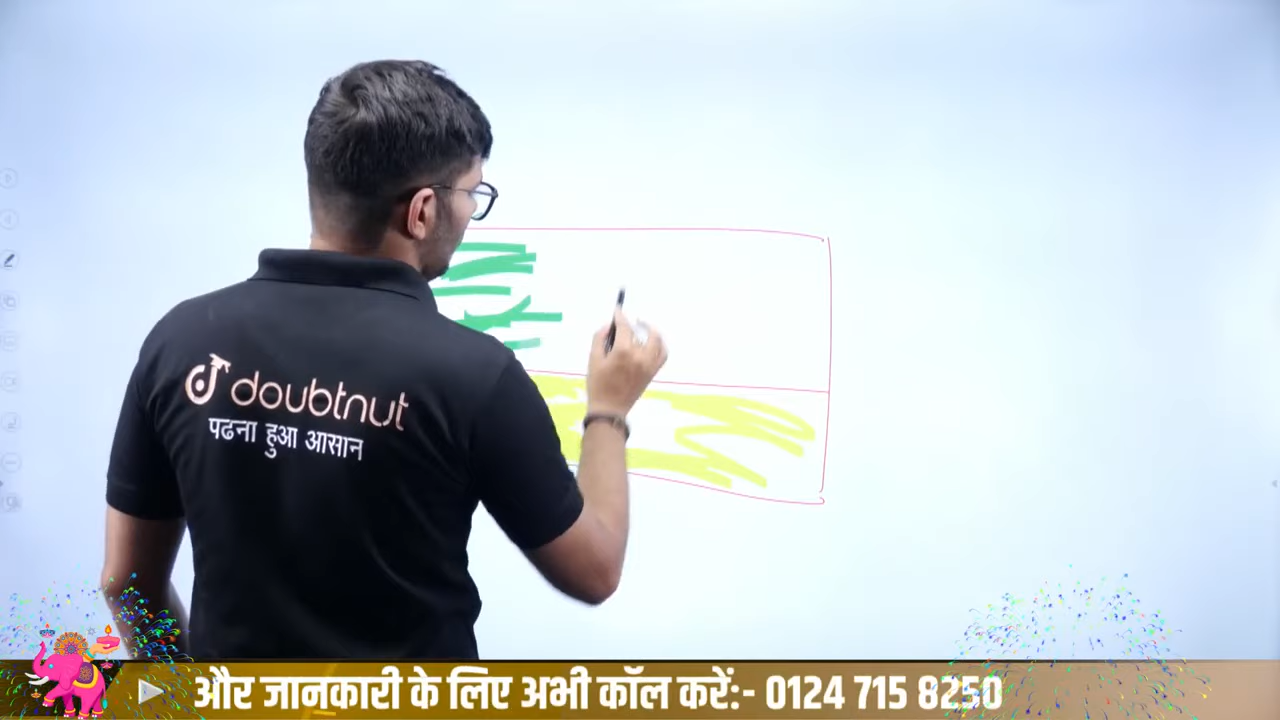 doubtnut
पढना हुआ आसान
और जानकारी के लिए अभी कॉल करें:- 0124 715 8250